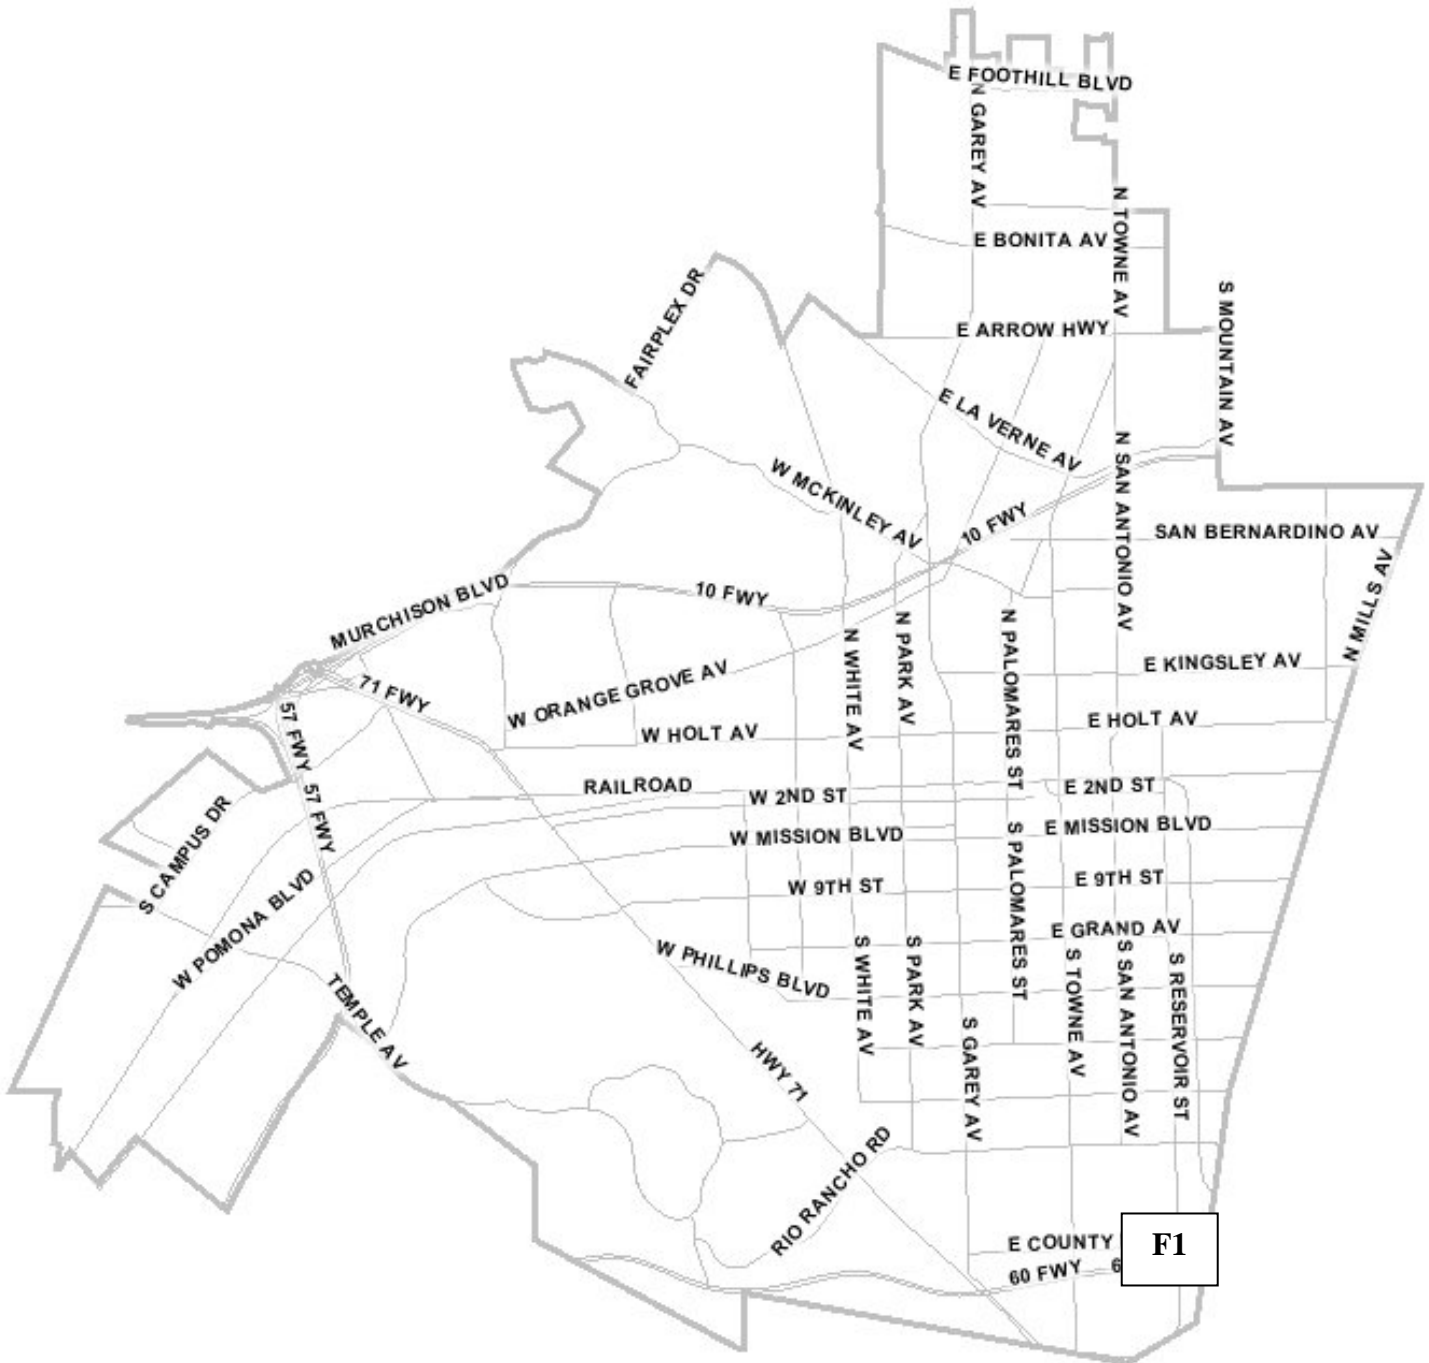 E FOOTHILL BLVD
N GAREY AV
N TOWNE AV
E BONITA AV
S MOUNTAIN AV
FAIRPLEX DR
E ARROW HWY
E LA VERNE AV
N SAN ANTONIO AV
W MCKINLEY AV
10 FWY
SAN BERNARDINO AV
N MILLS AV
MURCHISON BLVD
10 FWY
N WHITE AV
N PARK AV
N PALOMARES ST
E KINGSLEY AV
71 FWY
W ORANGE GROVE AV
57 FWY
W HOLT AV
E HOLT AV
57 FWY
RAILROAD
W 2ND ST
E 2ND ST
S CAMPUS DR
W MISSION BLVD
S PALOMARES ST
E MISSION BLVD
W POMONA BLVD
W 9TH ST
E 9TH ST
E GRAND AV
W PHILLIPS BLVD
S WHITE AV
S PARK AV
S TOWNE AV
S SAN ANTONIO AV
S RESERVOIR ST
TEMPLE AV
HWY 71
S GAREY AV
RIO RANCHO RD
E COUNTY
F1
60 FWY 6